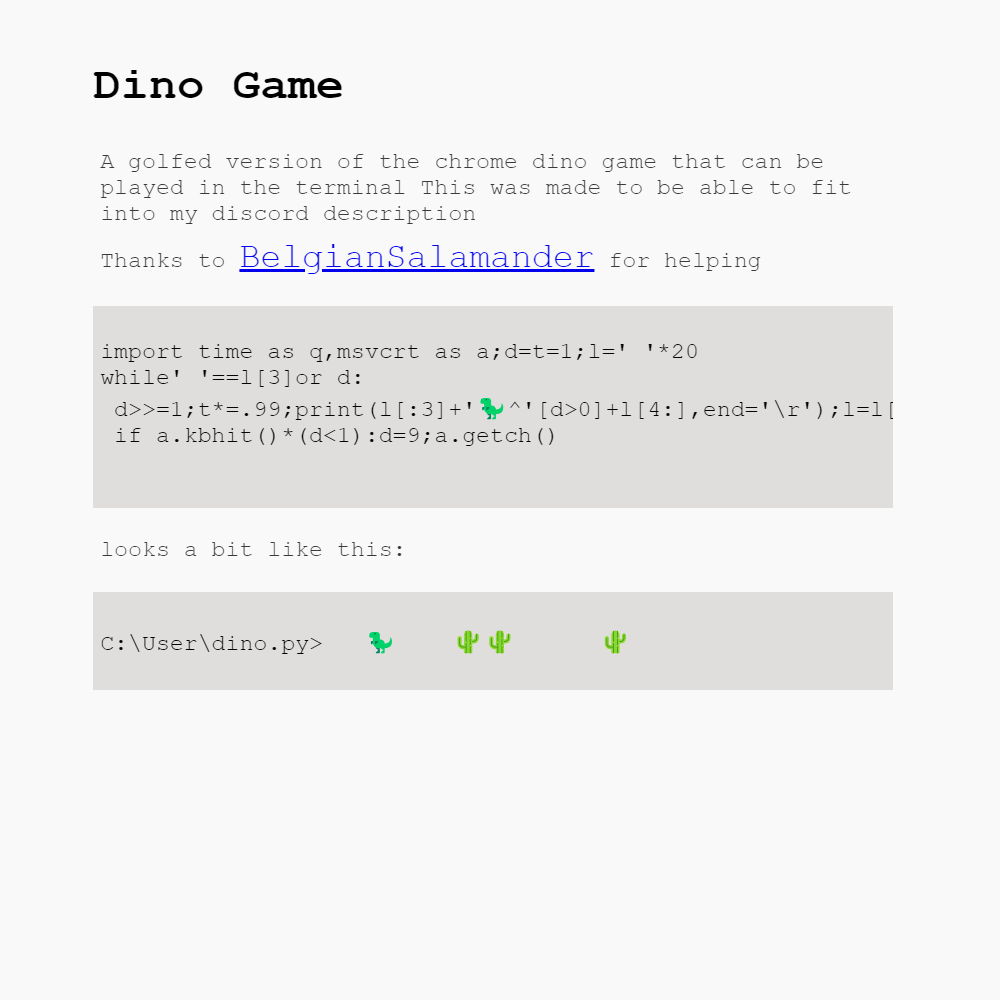 Dino Game
A golfed version of the chrome dino game that can be
played in the terminal This was made to be able to fit
into my discord description
Thanks to BelgianSalamander for helping
import time as q,msvcrt as a;d=t=1;l=' '*20
while' '==l[3]or d:
 d>>=1;t*=.99;print(l[:3]+'🦖^'[d>0]+l[4:],end='\r');l=l[
 if a.kbhit()*(d<1):d=9;a.getch()
looks a bit like this:
C:\User\dino.py>   🦖    🌵🌵      🌵